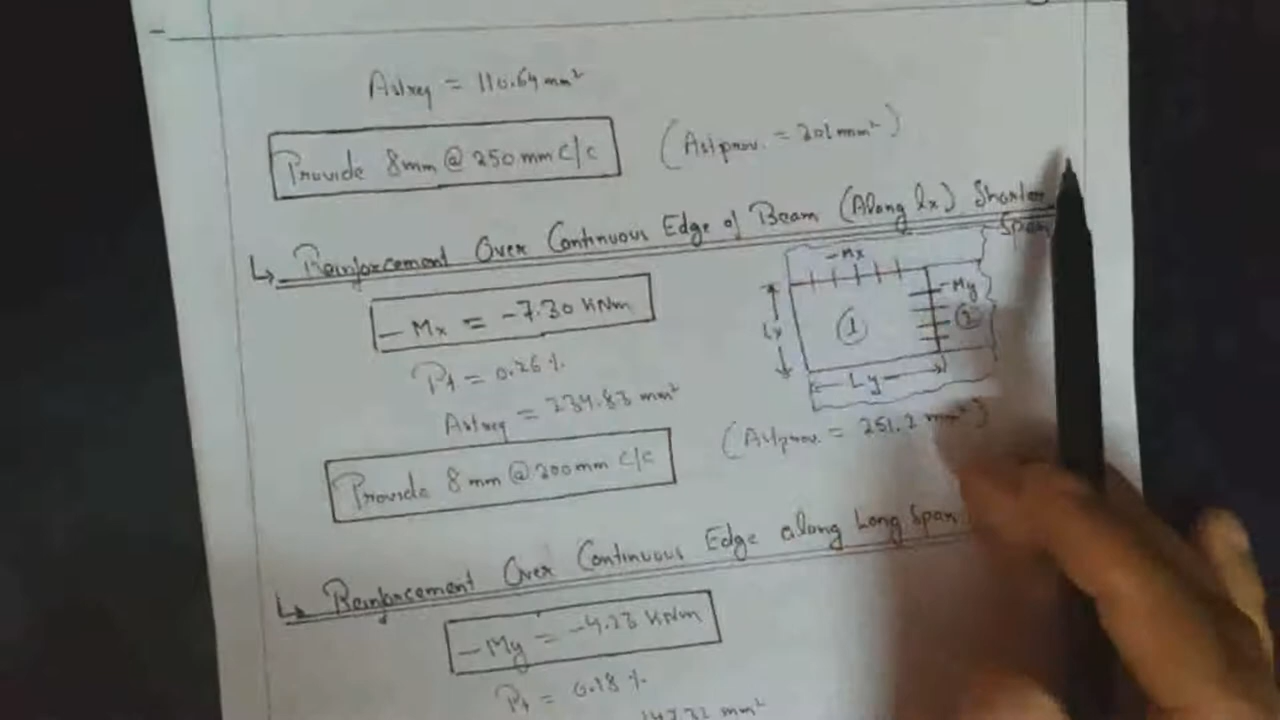 Ast req = 110.64 mm²
Provide 8mm @ 250 mm C/C
(Ast prov. = 201 mm²)
↳ Reinforcement Over Continuous Edge of Beam (Along lx) Shorter Span
- Mx = -7.30 KNm
Pt = 0.26 %
Ast req = 234.83 mm²
Provide 8 mm @ 200mm C/C
(Ast prov. = 251.2 mm²)
-Mx
-My
1
2
Lx
Ly
↳ Reinforcement Over Continuous Edge along Long Span
- My = -4.23 KNm
Pt = 0.18 %
mm²